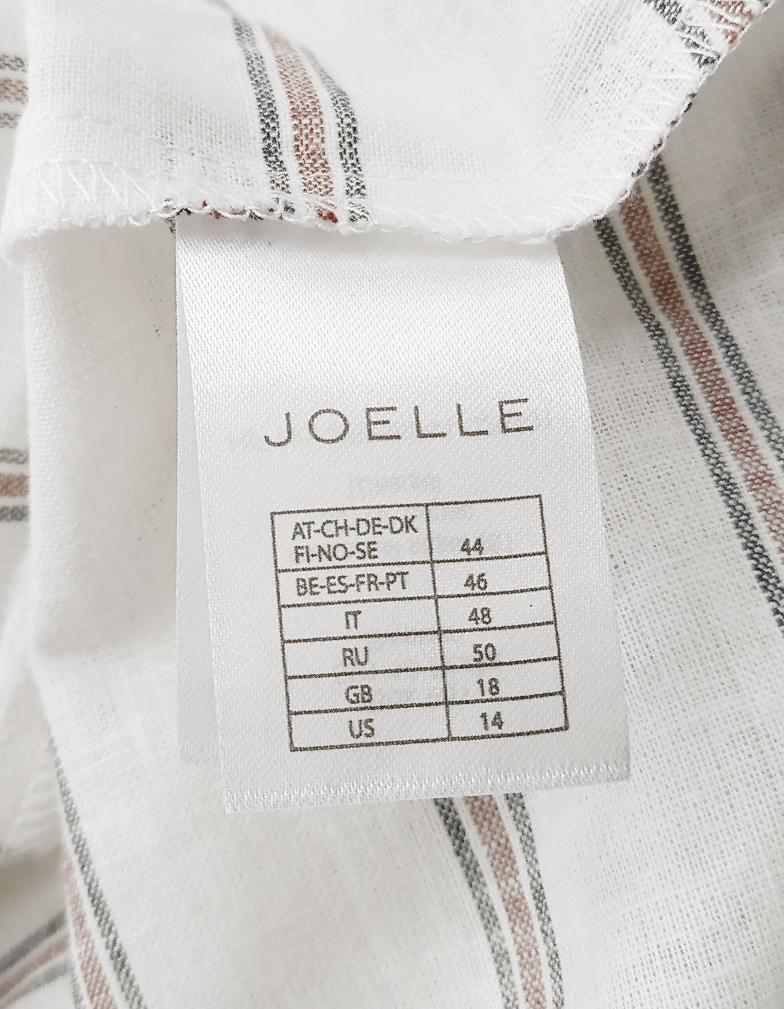 JOELLE
AT-CH-DE-DK
FI-NO-SE 44
BE-ES-FR-PT 46
IT 48
RU 50
GB 18
US 14